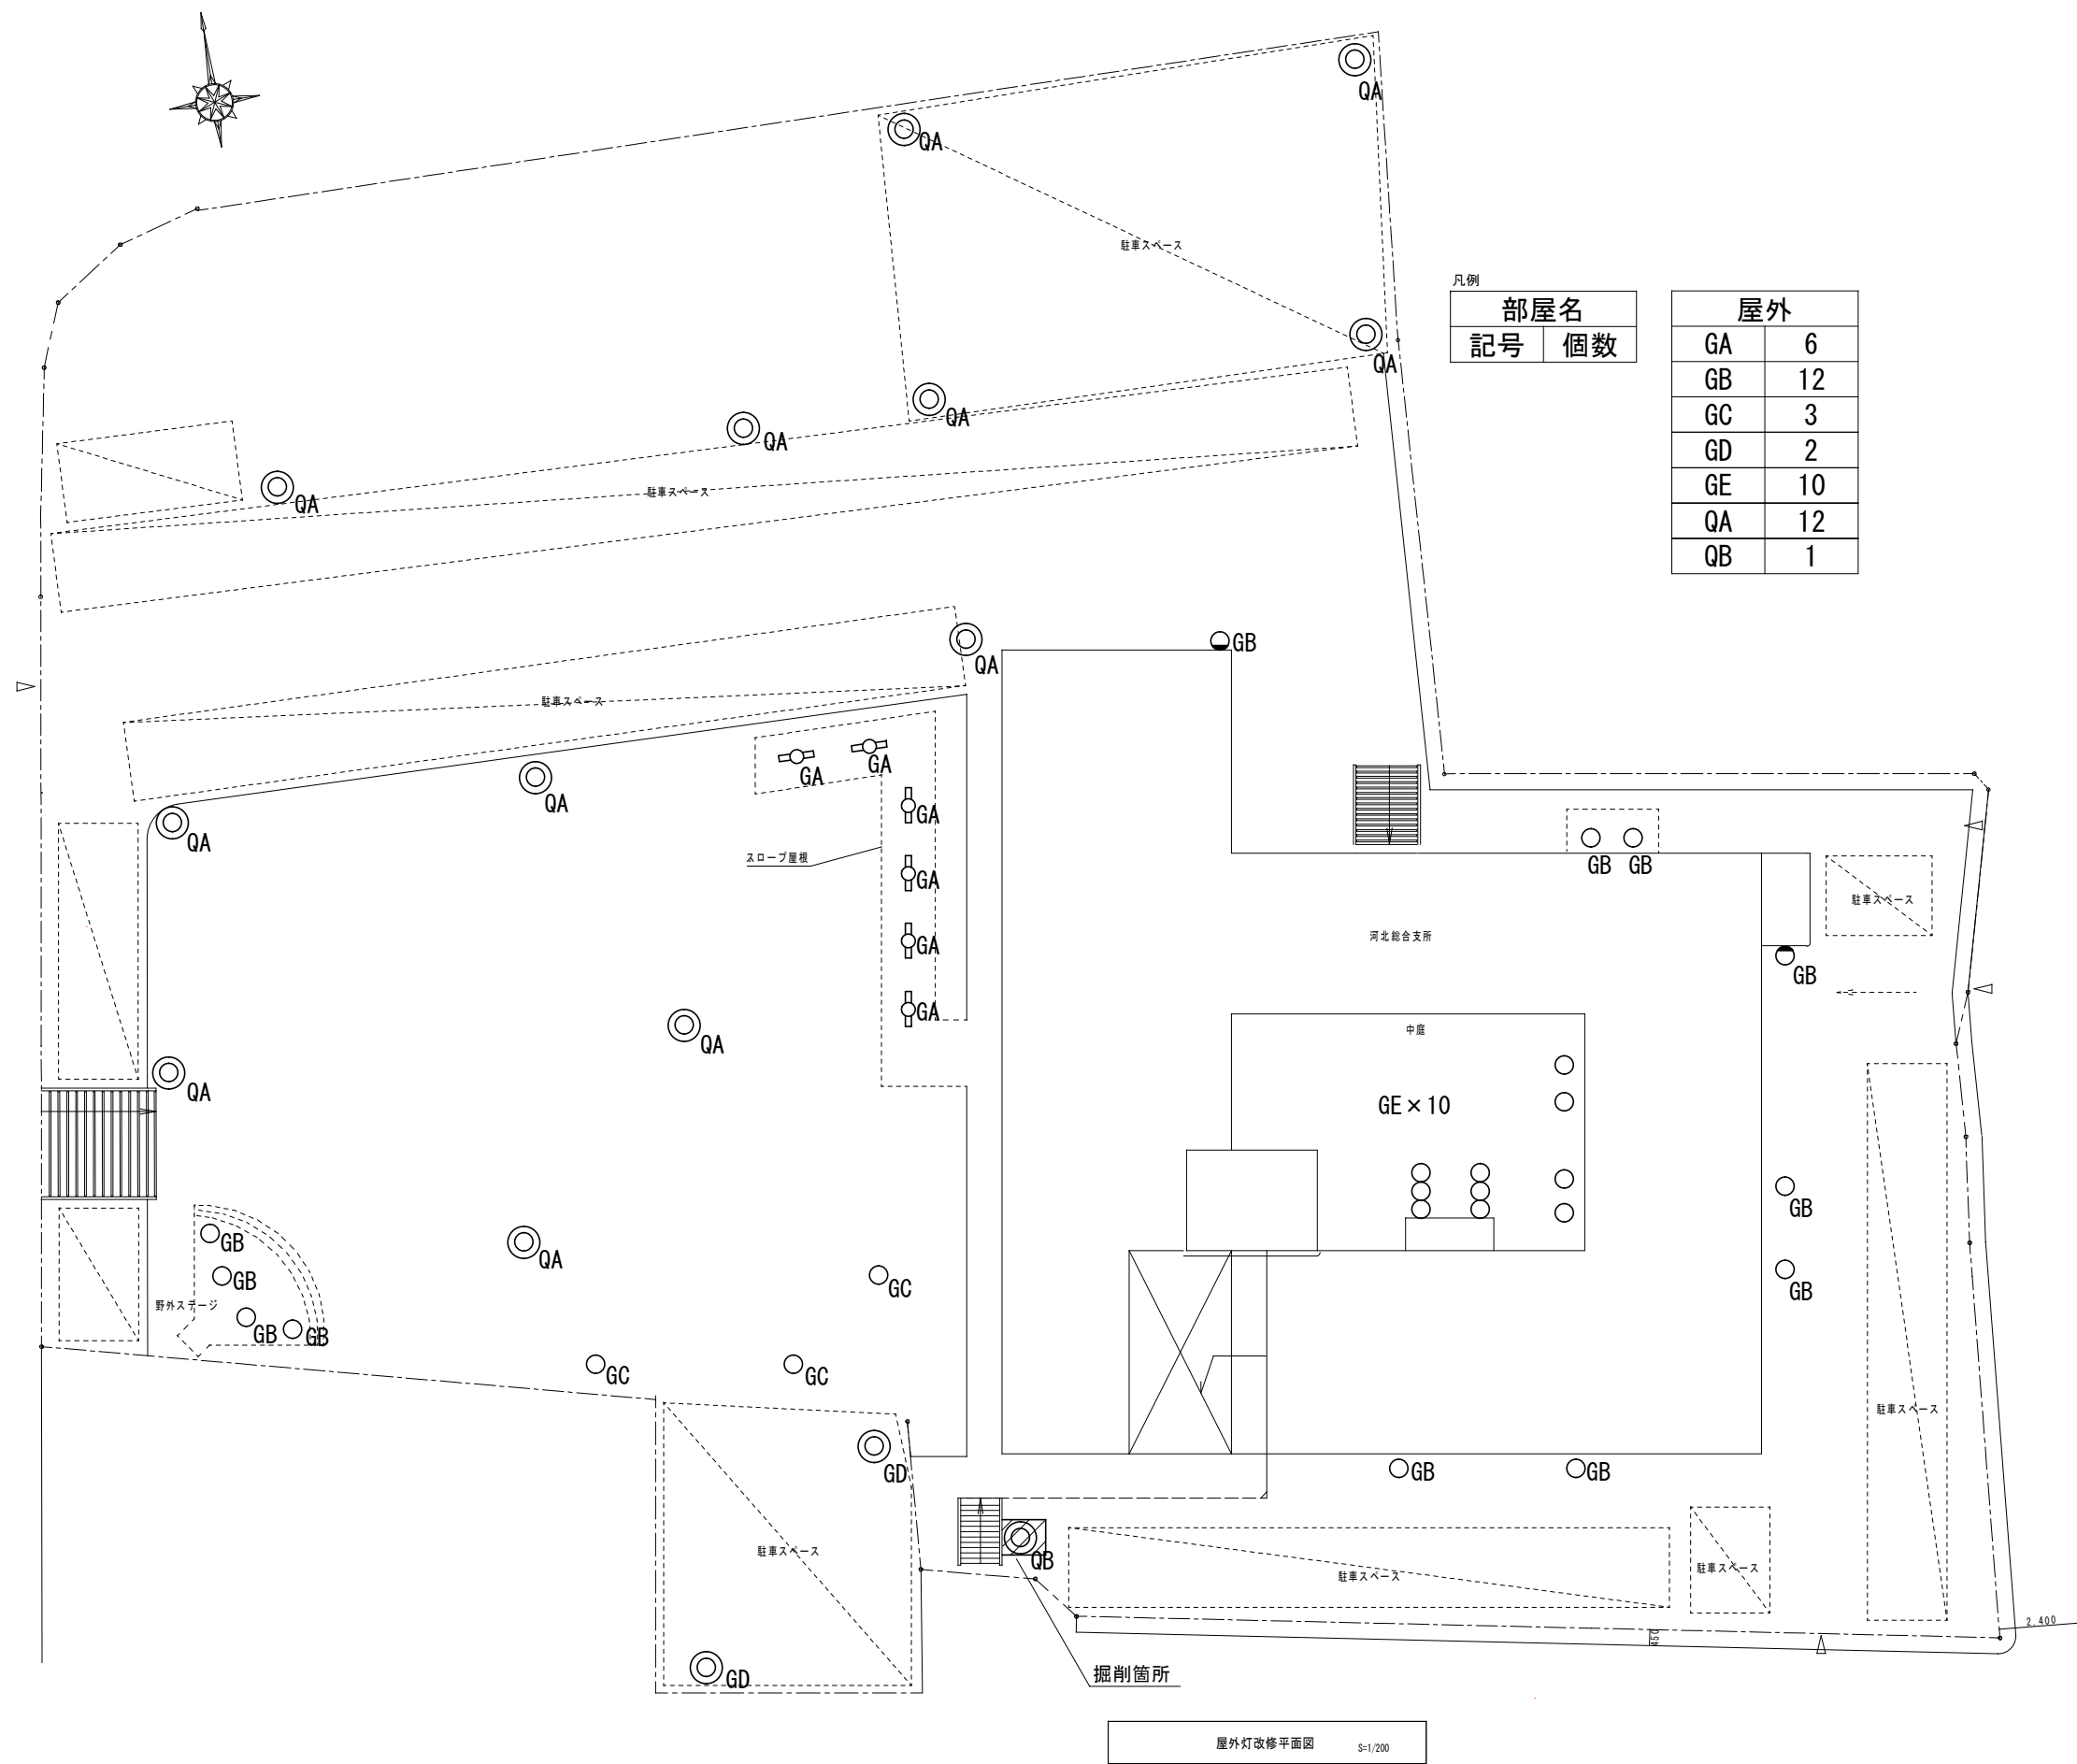 QA
QA
駐車スペース
凡例
部屋名
記号 個数
屋外
GA 6
GB 12
GC 3
GD 2
GE 10
QA 12
QB 1
QA
QA
QA
QA
駐車スペース
GB
QA
駐車スペース
GA
GA
QA
GA
QA
スロープ屋根
GB GB
GA
駐車スペース
河北総合支所
GA
GB
GA
中庭
QA
QA
GE×10
GB
GB
QA
GB
GB
GC
野外ステージ
GB
GB
GC
GC
駐車スペース
GD
GB
GB
QB
駐車スペース
駐車スペース
駐車スペース
2.400
450
掘削箇所
GD
屋外灯改修平面図 S=1/200